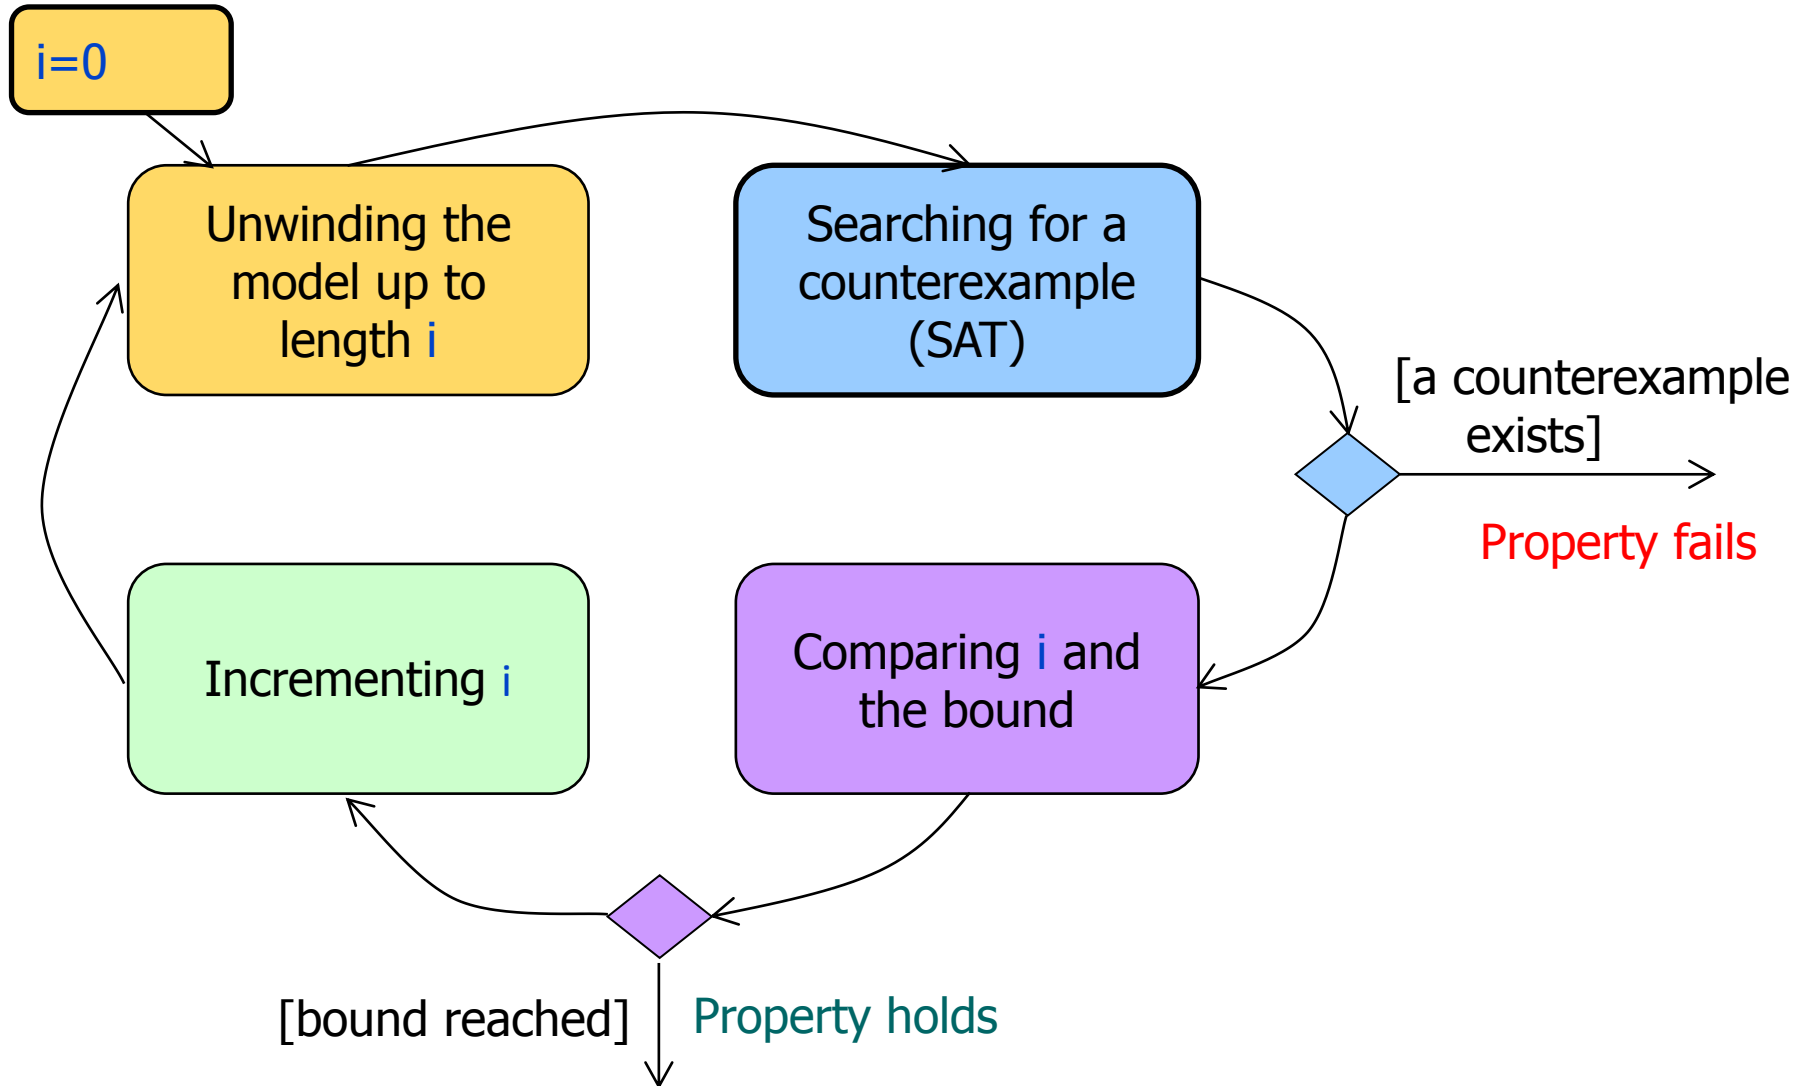 i=0
Unwinding the
model up to
length i
Searching for a
counterexample
(SAT)
[a counterexample
exists]
Property fails
Incrementing i
Comparing i and
the bound
[bound reached]
Property holds